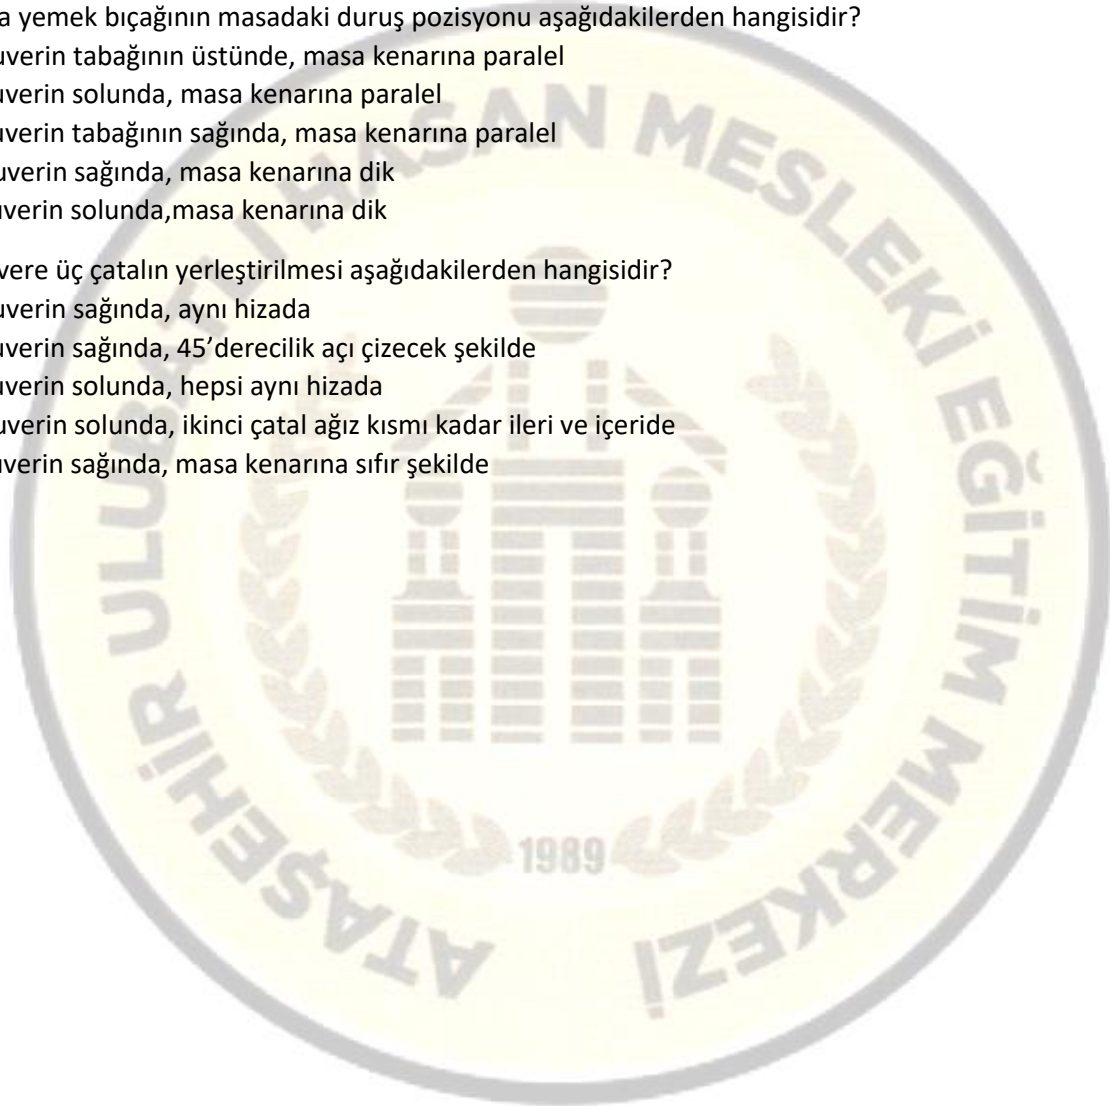 a yemek bıçağının masadaki duruş pozisyonu aşağıdakilerden hangisidir?
uverin tabağının üstünde, masa kenarına paralel
uverin solunda, masa kenarına paralel
uverin tabağının sağında, masa kenarına paralel
uverin sağında, masa kenarına dik
uverin solunda,masa kenarına dik
vere üç çatalın yerleştirilmesi aşağıdakilerden hangisidir?
uverin sağında, aynı hizada
uverin sağında, 45’derecilik açı çizecek şekilde
uverin solunda, hepsi aynı hizada
uverin solunda, ikinci çatal ağız kısmı kadar ileri ve içeride
uverin sağında, masa kenarına sıfır şekilde
ATAŞEHİR ULUBATLI HASAN MESLEKİ EĞİTİM MERKEZİ
1989